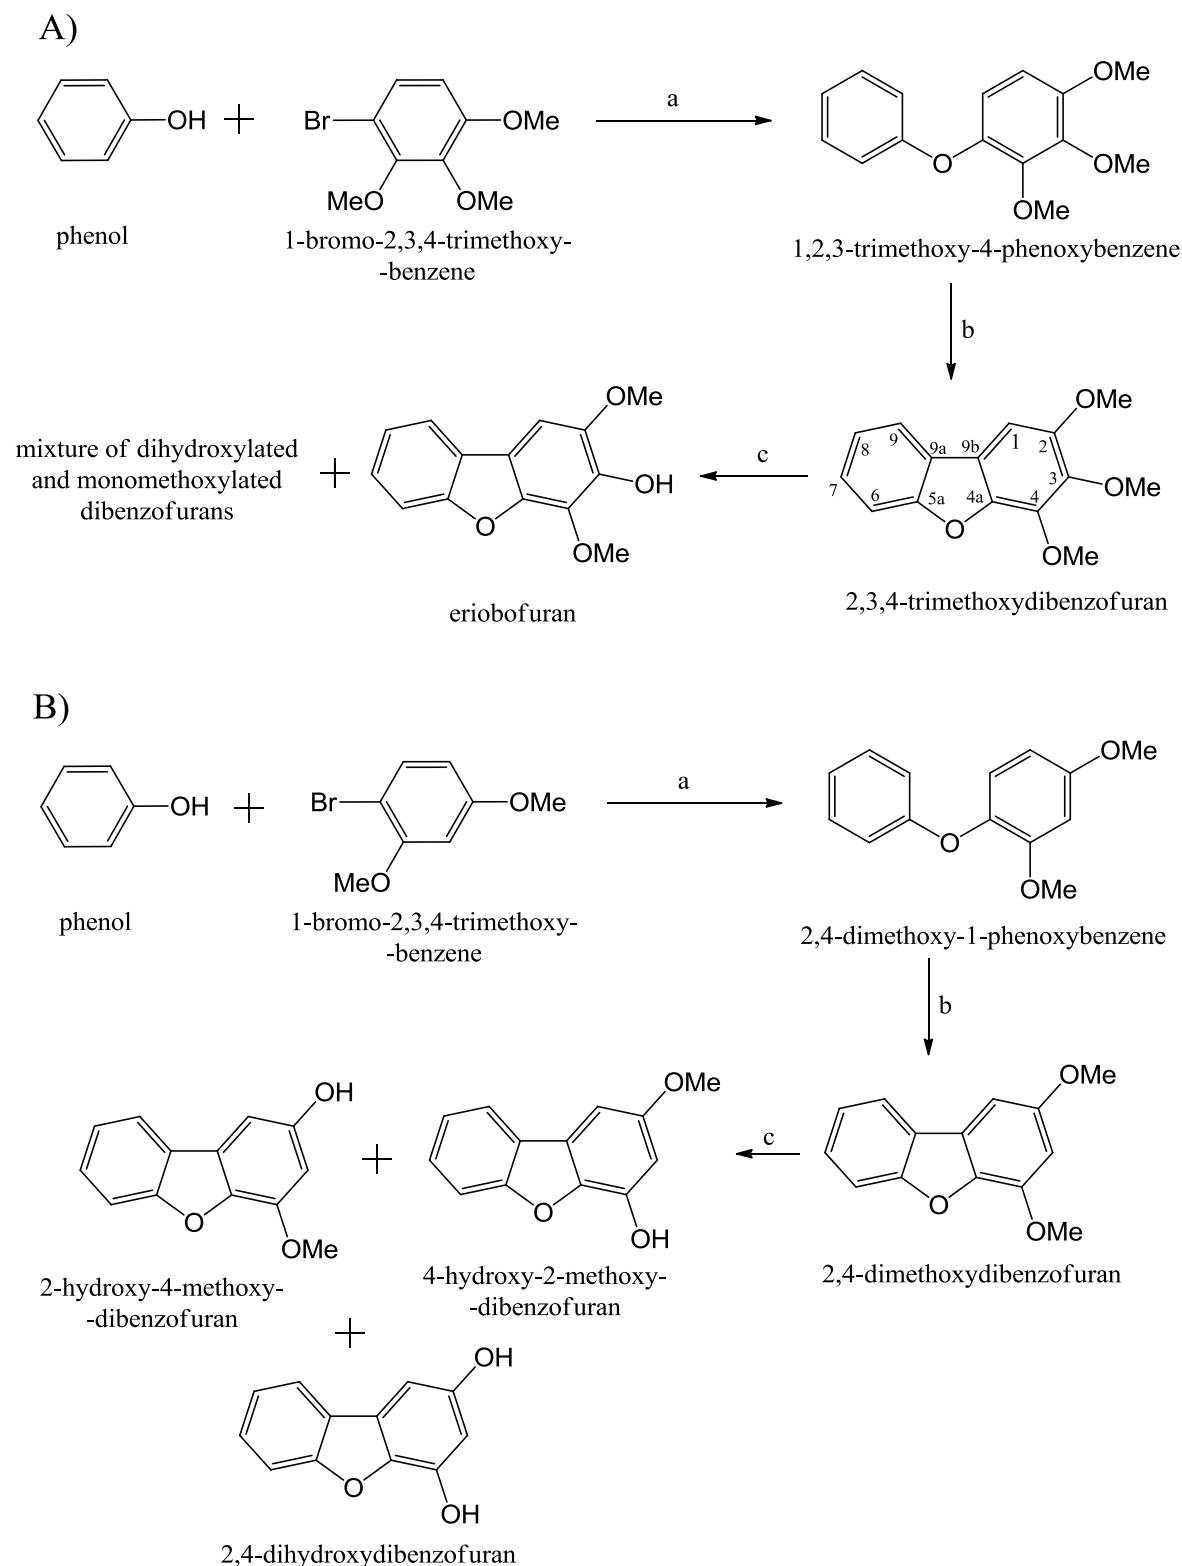 A)
OH
phenol
Br
OMe
MeO
OMe
1-bromo-2,3,4-trimethoxy-
-benzene
a
O
OMe
OMe
OMe
1,2,3-trimethoxy-4-phenoxybenzene
b
OMe
OMe
OMe
O
1
2
3
4
4a
5a
6
7
8
9
9a
9b
2,3,4-trimethoxydibenzofuran
c
OMe
OH
OMe
O
eriobofuran
mixture of dihydroxylated
and monomethoxylated
dibenzofurans
B)
OH
phenol
Br
OMe
MeO
1-bromo-2,3,4-trimethoxy-
-benzene
a
O
OMe
OMe
2,4-dimethoxy-1-phenoxybenzene
b
OMe
O
OMe
2,4-dimethoxydibenzofuran
c
OMe
O
OH
4-hydroxy-2-methoxy-
-dibenzofuran
OH
O
OMe
2-hydroxy-4-methoxy-
-dibenzofuran
OH
O
OH
2,4-dihydroxydibenzofuran